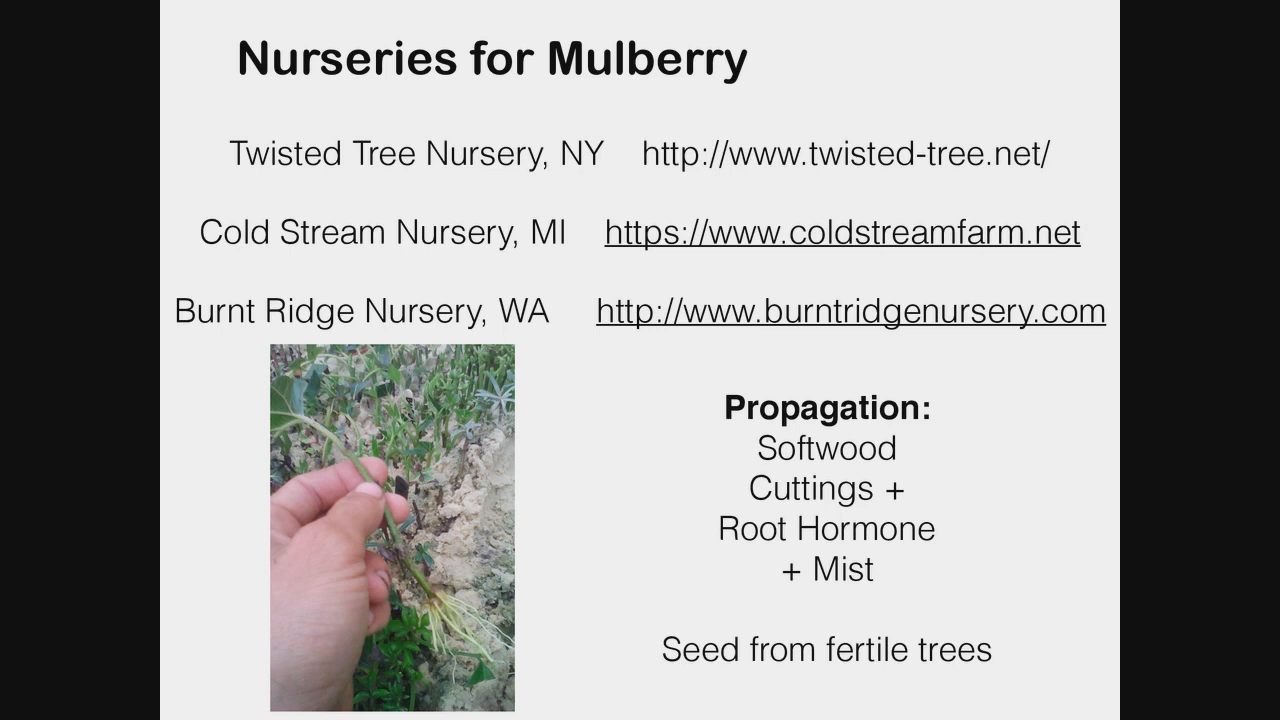 Nurseries for Mulberry
Twisted Tree Nursery, NY http://www.twisted-tree.net/
Cold Stream Nursery, MI https://www.coldstreamfarm.net
Burnt Ridge Nursery, WA http://www.burntridgenursery.com
Propagation:
Softwood
Cuttings +
Root Hormone
+ Mist
Seed from fertile trees